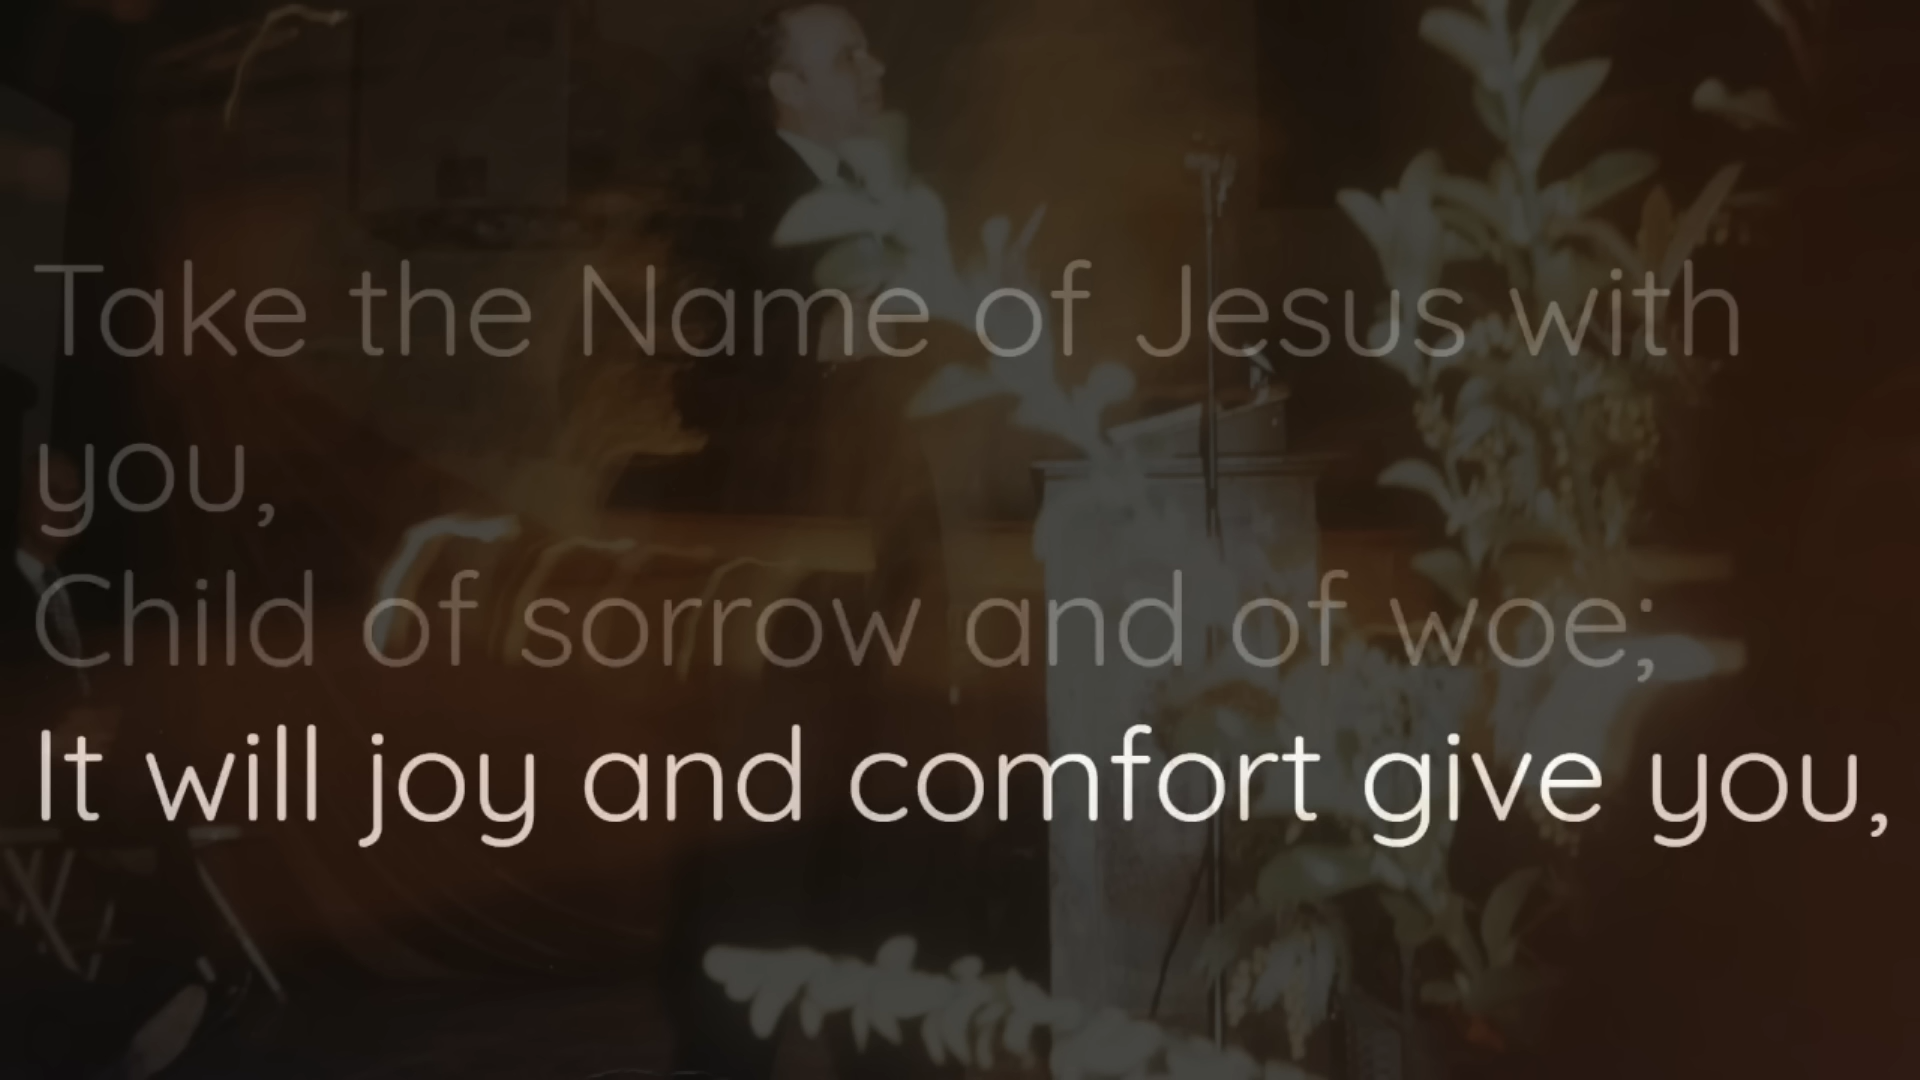 Take the Name of Jesus with
you,
Child of sorrow and of woe;
It will joy and comfort give you,